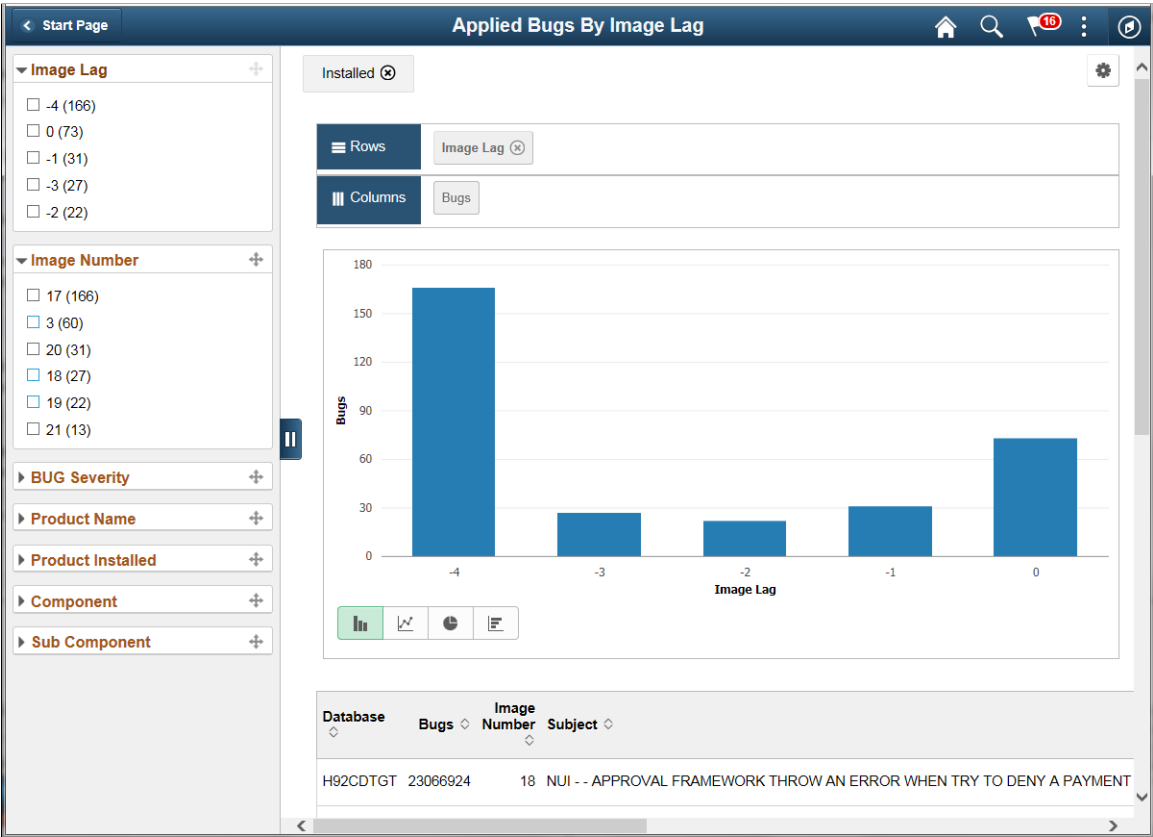 Start Page
Applied Bugs By Image Lag
16
Image Lag
-4 (166)
0 (73)
-1 (31)
-3 (27)
-2 (22)
Image Number
17 (166)
3 (60)
20 (31)
18 (27)
19 (22)
21 (13)
BUG Severity
Product Name
Product Installed
Component
Sub Component
Installed
Rows
Image Lag
Columns
Bugs
180
150
120
90
60
30
0
Bugs
-4 -3 -2 -1 0
Image Lag
Database Bugs Image Number Subject
H92CDTGT 23066924 18 NUI - - APPROVAL FRAMEWORK THROW AN ERROR WHEN TRY TO DENY A PAYMENT